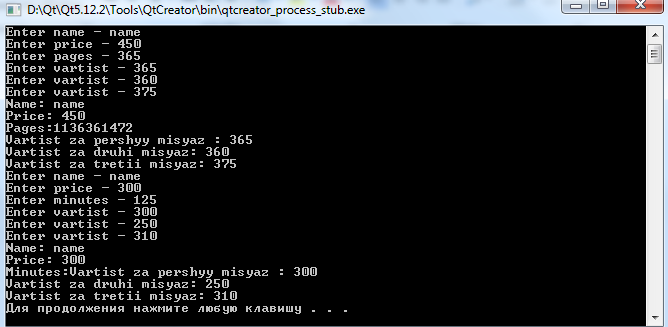 D:\Qt\Qt5.12.2\Tools\QtCreator\bin\qtcreator_process_stub.exe
Enter name - name
Enter price - 450
Enter pages - 365
Enter vartist - 365
Enter vartist - 360
Enter vartist - 375
Name: name
Price: 450
Pages:1136361472
Vartist za pershyy misyaz : 365
Vartist za druhi misyaz: 360
Vartist za tretii misyaz: 375
Enter name - name
Enter price - 300
Enter minutes - 125
Enter vartist - 300
Enter vartist - 250
Enter vartist - 310
Name: name
Price: 300
Minutes:Vartist za pershyy misyaz : 300
Vartist za druhi misyaz: 250
Vartist za tretii misyaz: 310
Для продолжения нажмите любую клавишу . . .